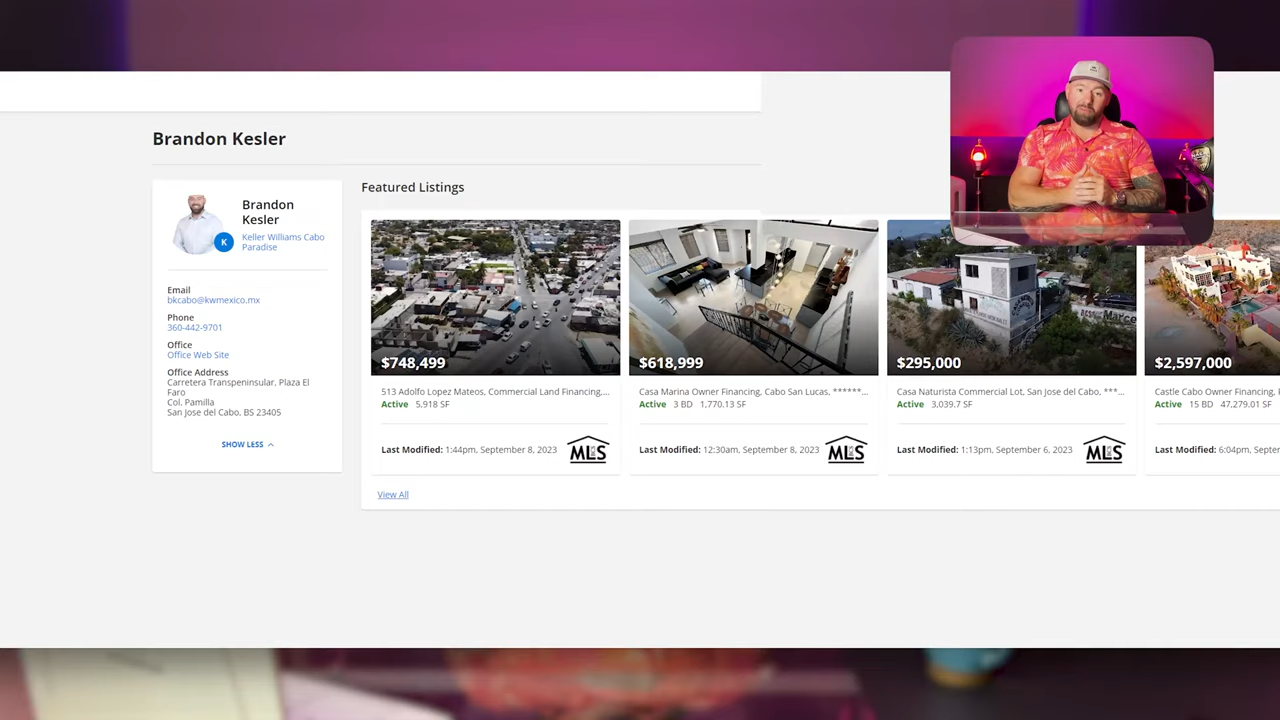 Brandon Kesler
Brandon
Kesler
K
Keller Williams Cabo
Paradise
Email
bkcabo@kwmexico.mx
Phone
360-442-9701
Office
Office Web Site
Office Address
Carretera Transpeninsular, Plaza El
Faro
Col. Pamilla
San Jose del Cabo, BS 23405
SHOW LESS
Featured Listings
$748,499
513 Adolfo Lopez Mateos, Commercial Land Financing,...
Active 5,918 SF
Last Modified: 1:44pm, September 8, 2023
MLS
$618,999
Casa Marina Owner Financing, Cabo San Lucas, ******...
Active 3 BD 1,770.13 SF
Last Modified: 12:30am, September 8, 2023
MLS
$295,000
Casa Naturista Commercial Lot, San Jose del Cabo, ***...
Active 3,039.7 SF
Last Modified: 1:13pm, September 6, 2023
MLS
$2,597,000
Castle Cabo Owner Financing,
Active 15 BD 47,279.01 SF
Last Modified: 6:04pm,
View All